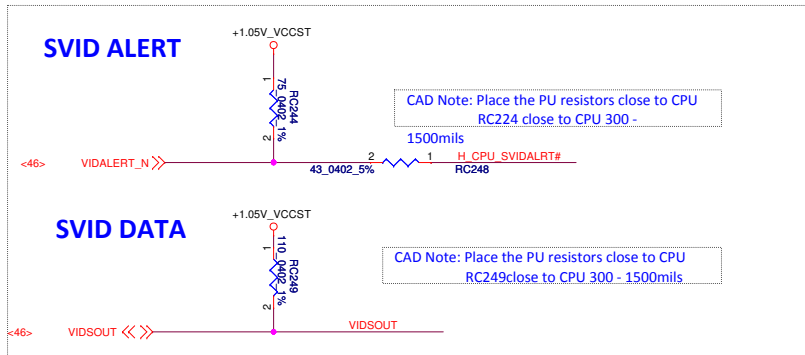 SVID ALERT
+1.05V_VCCST
1
75_0402_1%
RC244
2
CAD Note: Place the PU resistors close to CPU
RC224 close to CPU 300 -
1500mils
<46>
VIDALERT_N
2
1
H_CPU_SVIDALRT#
43_0402_5%
RC248
SVID DATA
+1.05V_VCCST
1
110_0402_1%
RC249
2
CAD Note: Place the PU resistors close to CPU
RC249close to CPU 300 - 1500mils
<46>
VIDSOUT
VIDSOUT